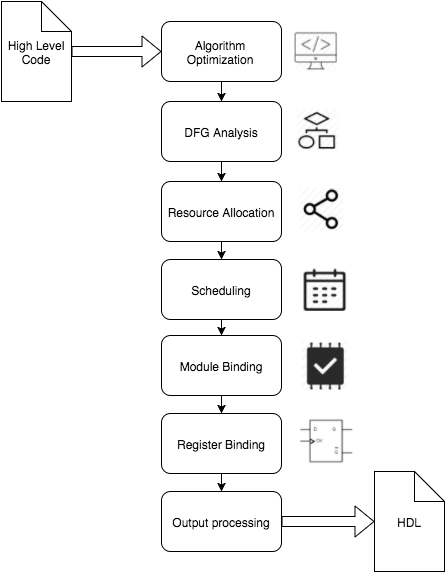 High Level
Code
Algorithm
Optimization
</>
DFG Analysis
Resource Allocation
Scheduling
Module Binding
Register Binding
D
Q
CK
Q
Output processing
HDL